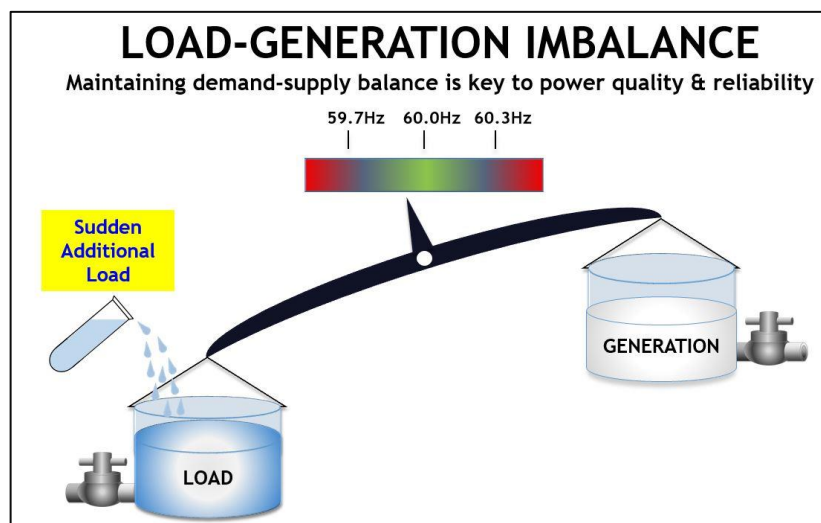 LOAD-GENERATION IMBALANCE
Maintaining demand-supply balance is key to power quality & reliability
59.7Hz 60.0Hz 60.3Hz
Sudden
Additional
Load
GENERATION
LOAD